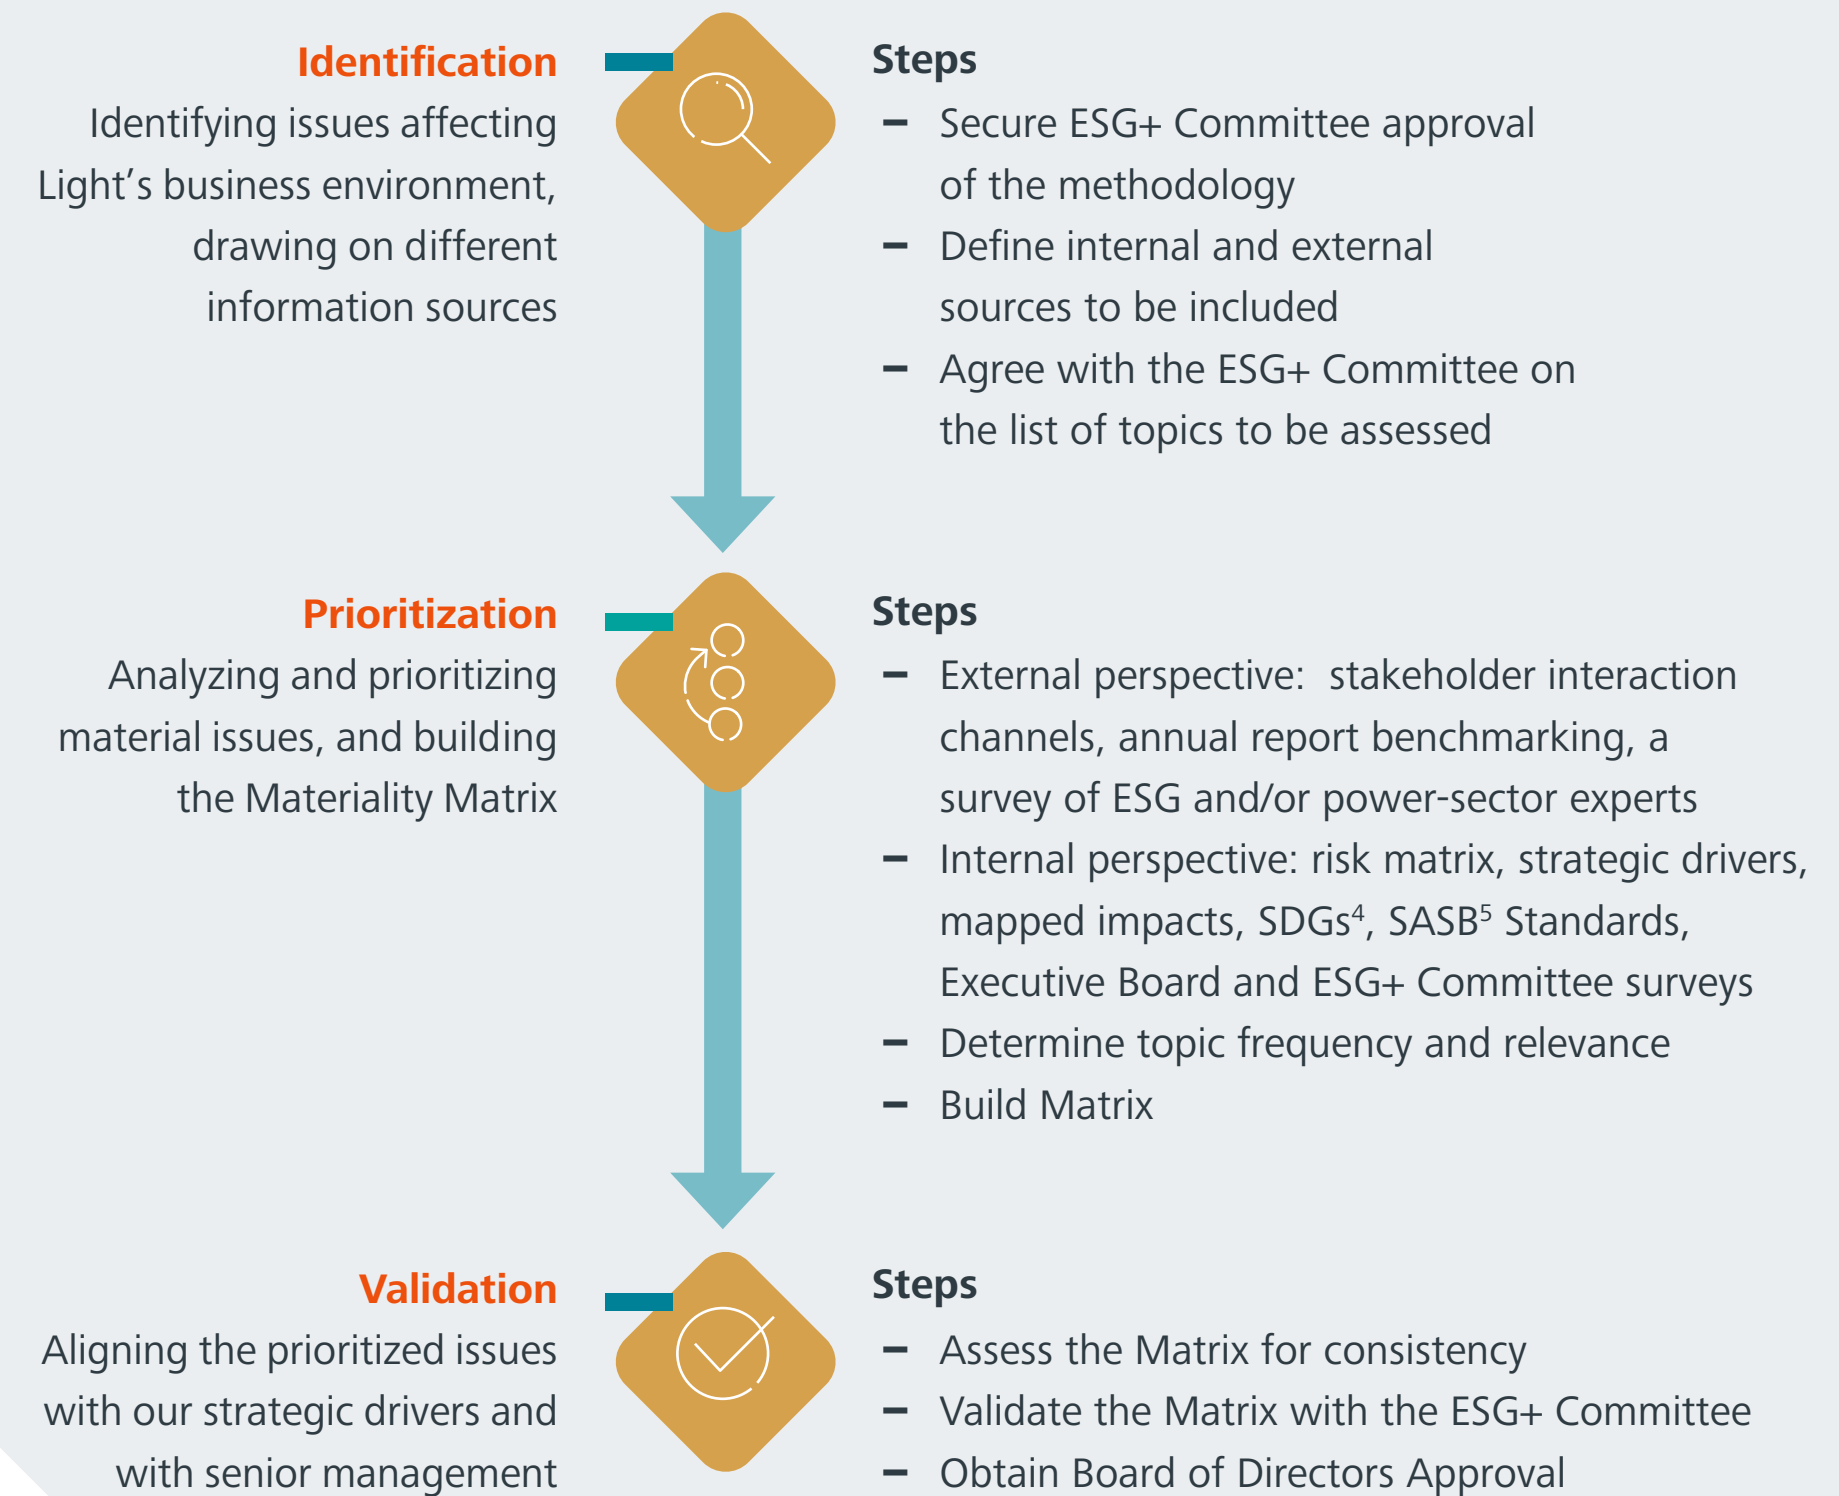 Identification
Identifying issues affecting
Light's business environment,
drawing on different
information sources
Steps
– Secure ESG+ Committee approval
of the methodology
– Define internal and external
sources to be included
– Agree with the ESG+ Committee on
the list of topics to be assessed
Prioritization
Analyzing and prioritizing
material issues, and building
the Materiality Matrix
Steps
– External perspective: stakeholder interaction
channels, annual report benchmarking, a
survey of ESG and/or power-sector experts
– Internal perspective: risk matrix, strategic drivers,
mapped impacts, SDGs⁴, SASB⁵ Standards,
Executive Board and ESG+ Committee surveys
– Determine topic frequency and relevance
– Build Matrix
Validation
Aligning the prioritized issues
with our strategic drivers and
with senior management
Steps
– Assess the Matrix for consistency
– Validate the Matrix with the ESG+ Committee
– Obtain Board of Directors Approval